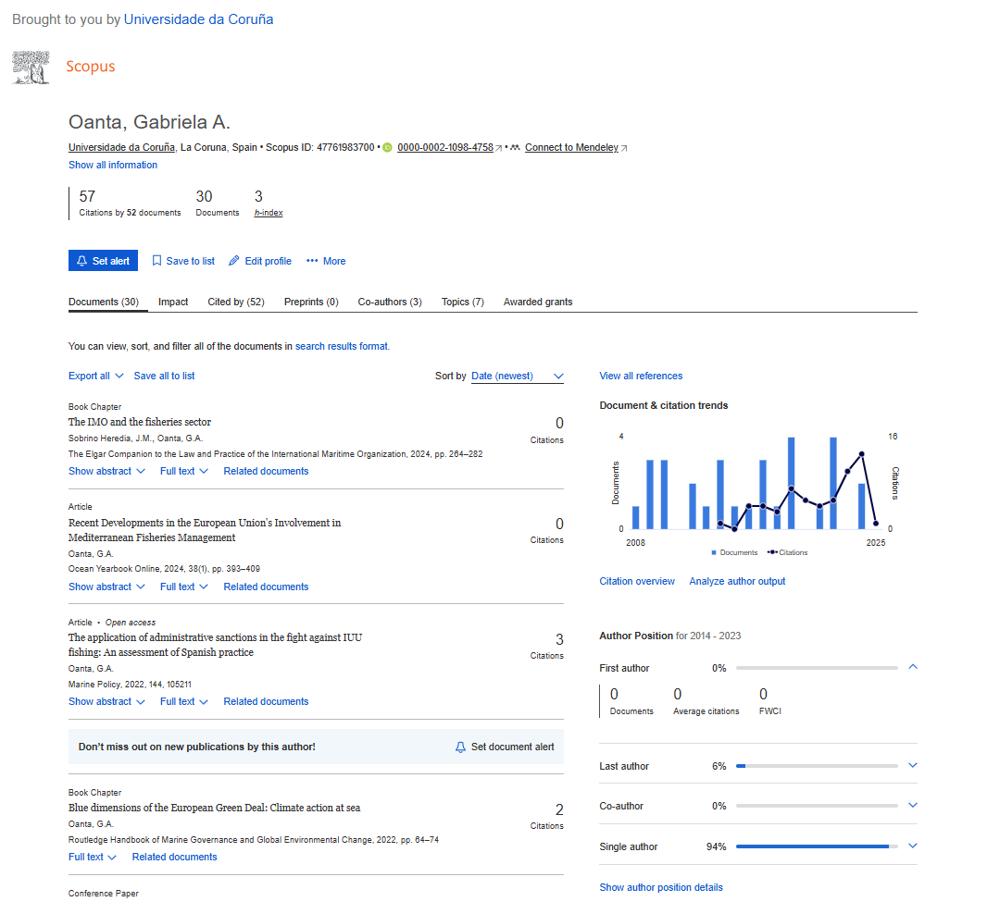 Brought to you by Universidade da Coruña
Scopus
Oanta, Gabriela A.
Universidade da Coruña, La Coruna, Spain • Scopus ID: 47761983700 • 0000-0002-1098-4758 • Connect to Mendeley
Show all information
57 30 3
Citations by 52 documents Documents h-index
Set alert Save to list Edit profile More
Documents (30) Impact Cited by (52) Preprints (0) Co-authors (3) Topics (7) Awarded grants
You can view, sort, and filter all of the documents in search results format.
Export all Save all to list Sort by Date (newest)
Book Chapter
The IMO and the fisheries sector
0
Sobrino Heredia, J.M., Oanta, G.A.
Citations
The Elgar Companion to the Law and Practice of the International Maritime Organization, 2024, pp. 264–282
Show abstract Full text Related documents
Article
Recent Developments in the European Union's Involvement in
0
Mediterranean Fisheries Management
Citations
Oanta, G.A.
Ocean Yearbook Online, 2024, 38(1), pp. 393–409
Show abstract Full text Related documents
Article • Open access
The application of administrative sanctions in the fight against IUU
3
fishing: An assessment of Spanish practice
Citations
Oanta, G.A.
Marine Policy, 2022, 144, 105211
Show abstract Full text Related documents
Don't miss out on new publications by this author! Set document alert
Book Chapter
Blue dimensions of the European Green Deal: Climate action at sea
2
Oanta, G.A.
Citations
Routledge Handbook of Marine Governance and Global Environmental Change, 2022, pp. 64–74
Full text Related documents
Conference Paper
View all references
Document & citation trends
4 16
Documents
Citations
0 0
2008 2025
Documents Citations
Citation overview Analyze author output
Author Position for 2014 - 2023
First author 0%
0 0 0
Documents Average citations FWCI
Last author 6%
Co-author 0%
Single author 94%
Show author position details